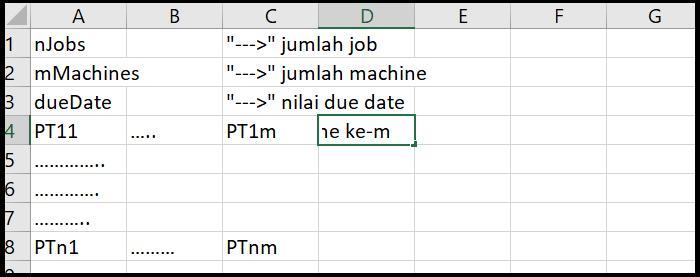 A B C D E F G
1 nJobs "--->" jumlah job
2 mMachines "--->" jumlah machine
3 dueDate "--->" nilai due date
4 PT11 ..... PT1m ke-m
5 ..............
6 .............
7 ...........
8 PTn1 ......... PTnm